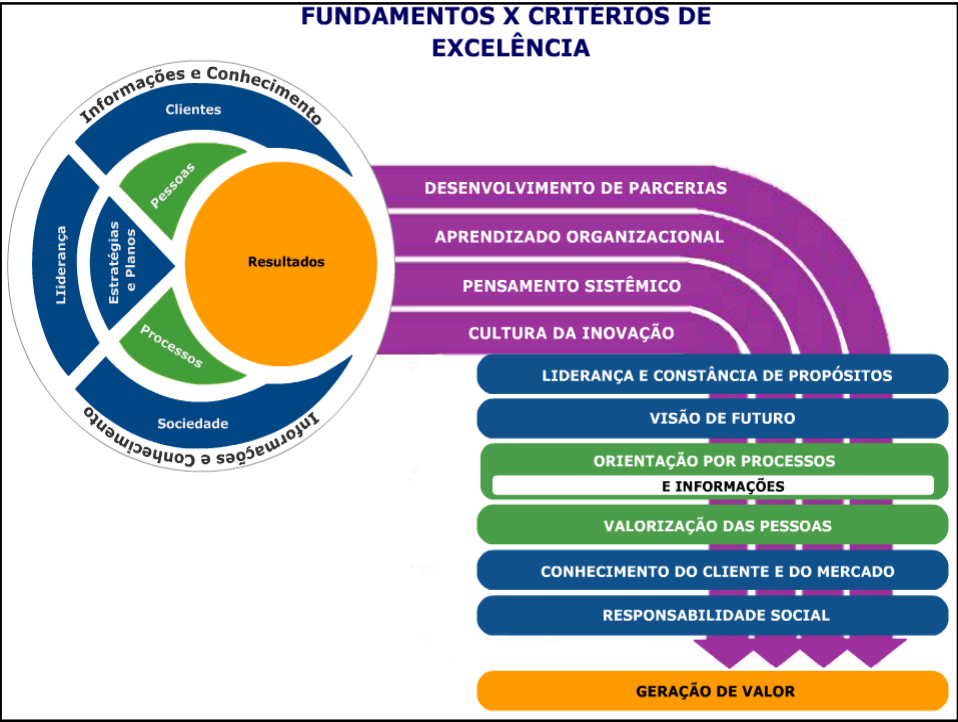 FUNDAMENTOS X CRITÉRIOS DE
EXCELÊNCIA
Informações e Conhecimento
Clientes
Pessoas
LIiderança
Estratégias
e Planos
Resultados
Processos
Sociedade
Informações e Conhecimento
DESENVOLVIMENTO DE PARCERIAS
APRENDIZADO ORGANIZACIONAL
PENSAMENTO SISTÊMICO
CULTURA DA INOVAÇÃO
LIDERANÇA E CONSTÂNCIA DE PROPÓSITOS
VISÃO DE FUTURO
ORIENTAÇÃO POR PROCESSOS
E INFORMAÇÕES
VALORIZAÇÃO DAS PESSOAS
CONHECIMENTO DO CLIENTE E DO MERCADO
RESPONSABILIDADE SOCIAL
GERAÇÃO DE VALOR